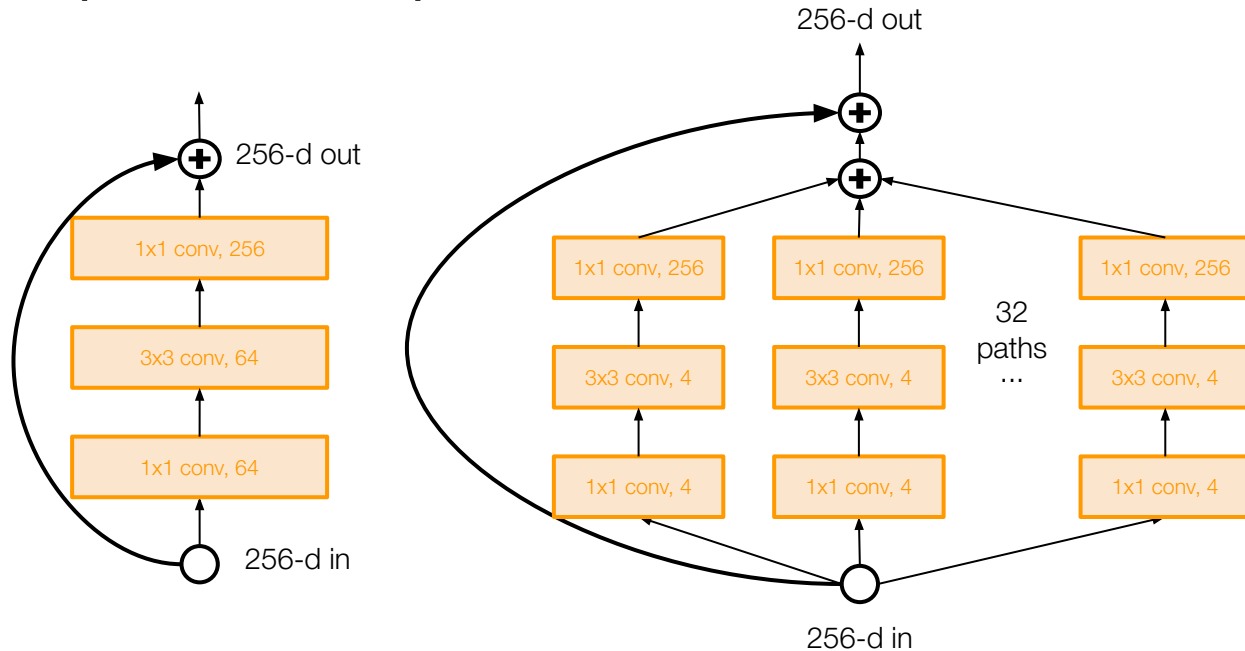 256-d out
1x1 conv, 256
3x3 conv, 64
1x1 conv, 64
256-d in
256-d out
1x1 conv, 256
1x1 conv, 256
1x1 conv, 256
32
paths
...
3x3 conv, 4
3x3 conv, 4
3x3 conv, 4
1x1 conv, 4
1x1 conv, 4
1x1 conv, 4
256-d in